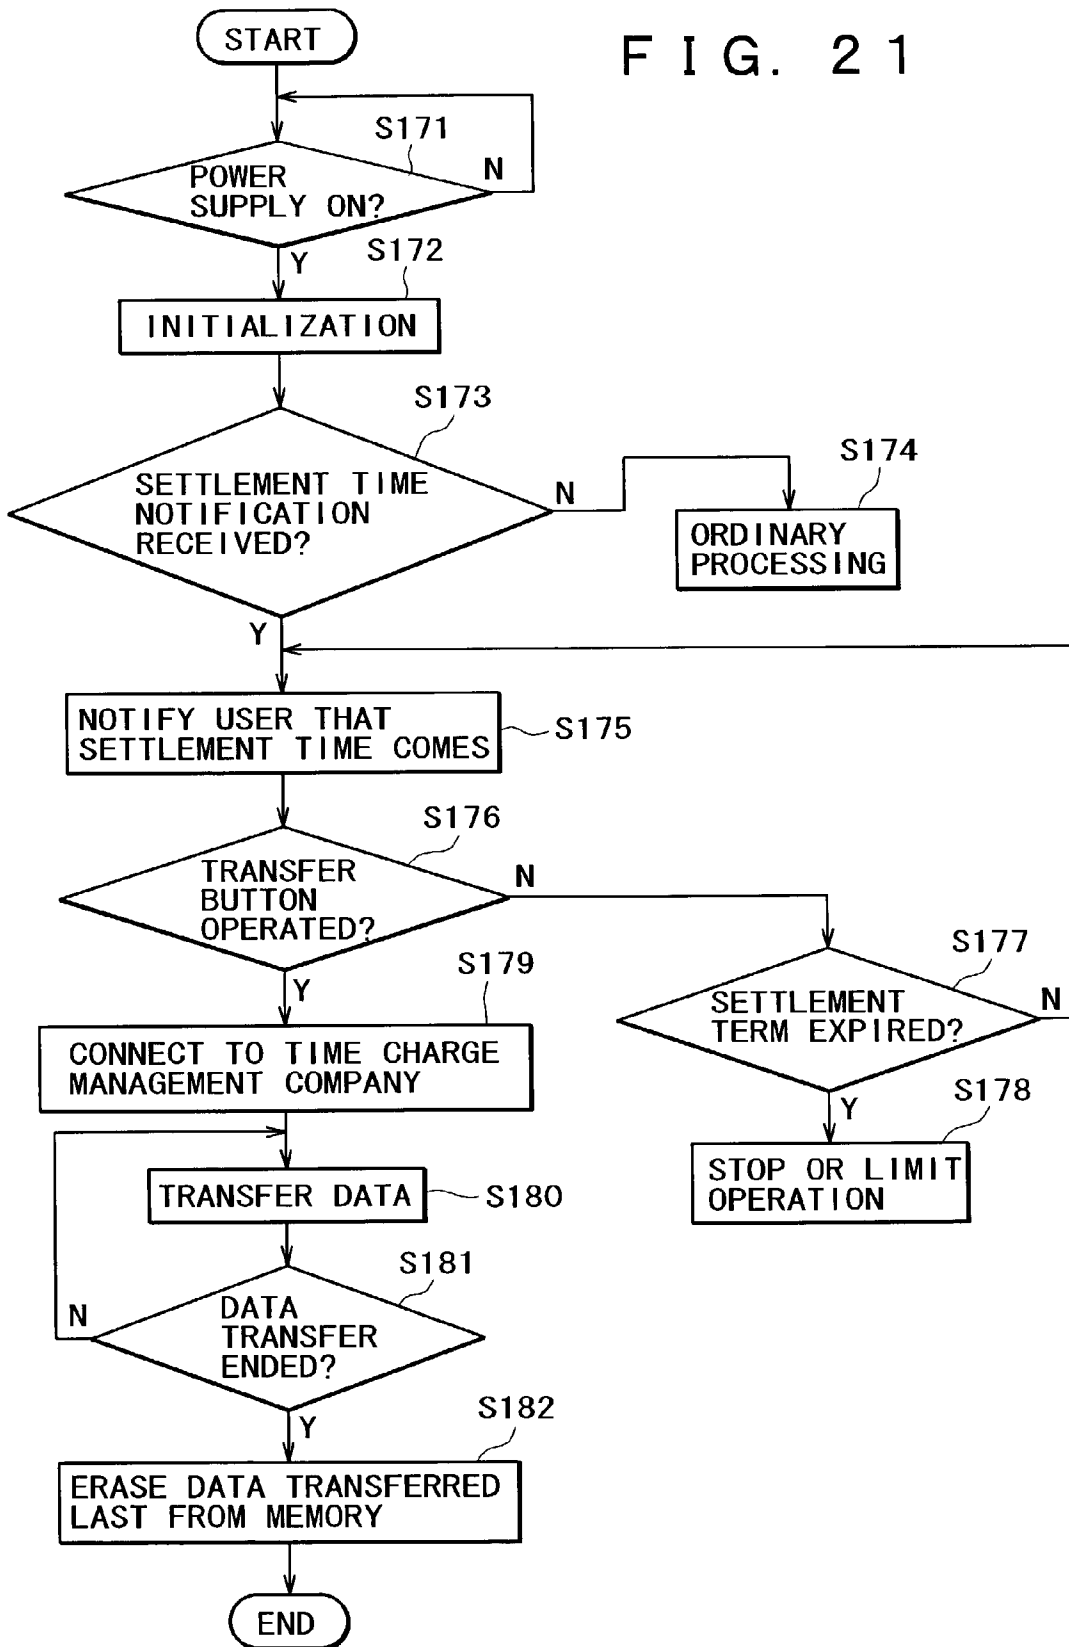 START
FIG. 21
S171
POWER
SUPPLY ON?
N
Y
S172
INITIALIZATION
S173
SETTLEMENT TIME
NOTIFICATION
RECEIVED?
N
S174
ORDINARY
PROCESSING
Y
NOTIFY USER THAT
SETTLEMENT TIME COMES
S175
S176
TRANSFER
BUTTON
OPERATED?
N
S177
SETTLEMENT
TERM EXPIRED?
N
Y
S178
STOP OR LIMIT
OPERATION
Y
S179
CONNECT TO TIME CHARGE
MANAGEMENT COMPANY
TRANSFER DATA
S180
S181
DATA
TRANSFER
ENDED?
N
Y
S182
ERASE DATA TRANSFERRED
LAST FROM MEMORY
END